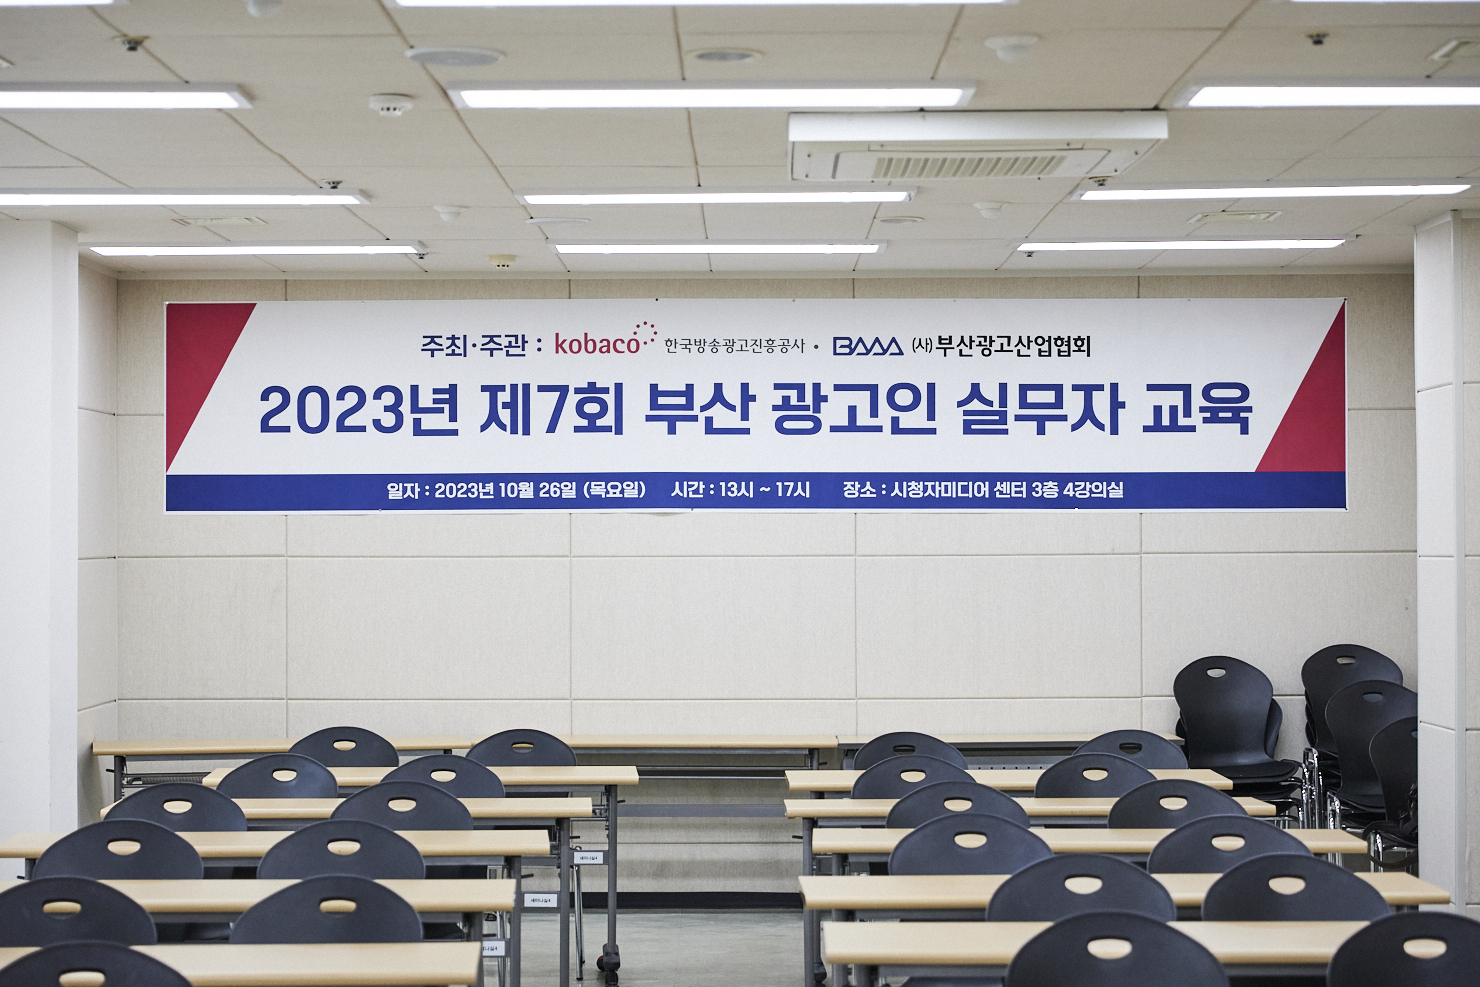 주최·주관 : kobaco 한국방송광고진흥공사 · BAAA (사)부산광고산업협회
2023년 제7회 부산 광고인 실무자 교육
일자 : 2023년 10월 26일 (목요일) 시간 : 13시 ~ 17시 장소 : 시청자미디어 센터 3층 4강의실